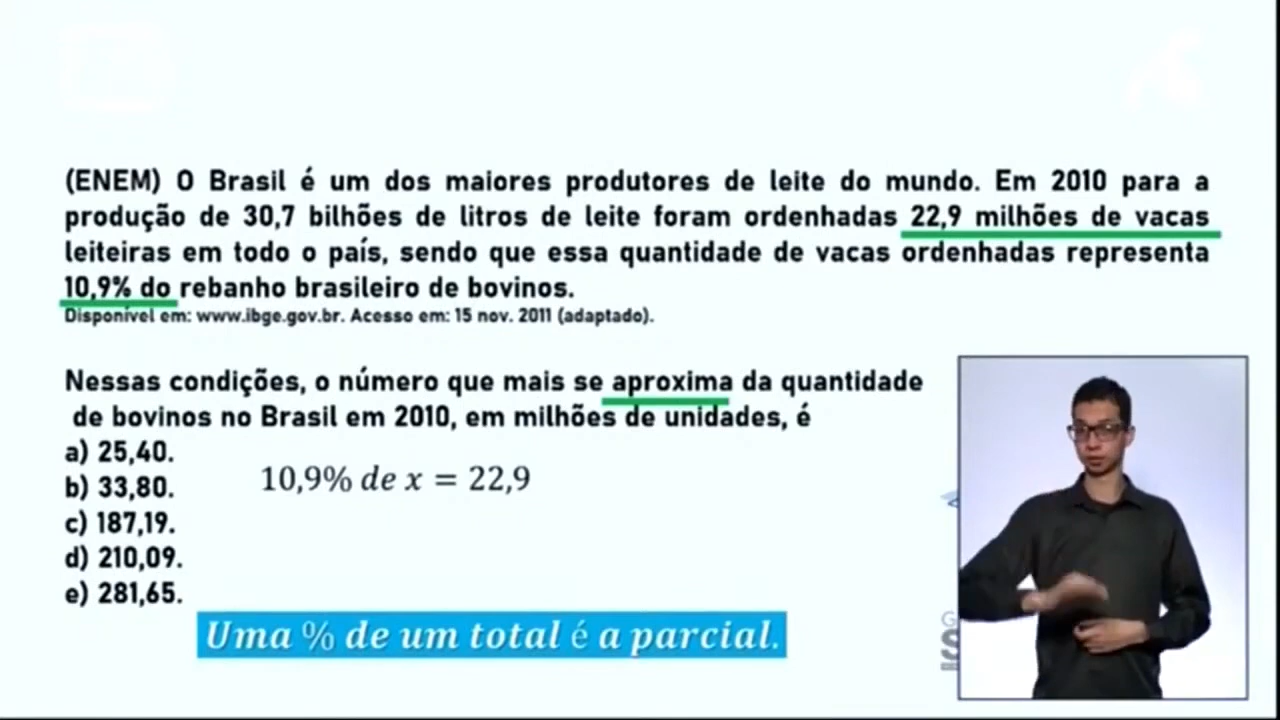 (ENEM) O Brasil é um dos maiores produtores de leite do mundo. Em 2010 para a
produção de 30,7 bilhões de litros de leite foram ordenhadas 22,9 milhões de vacas
leiteiras em todo o país, sendo que essa quantidade de vacas ordenhadas representa
10,9% do rebanho brasileiro de bovinos.
Disponível em: www.ibge.gov.br. Acesso em: 15 nov. 2011 (adaptado).
Nessas condições, o número que mais se aproxima da quantidade
de bovinos no Brasil em 2010, em milhões de unidades, é
a) 25,40.
b) 33,80.
10,9% de x = 22,9
c) 187,19.
d) 210,09.
e) 281,65.
Uma % de um total é a parcial.